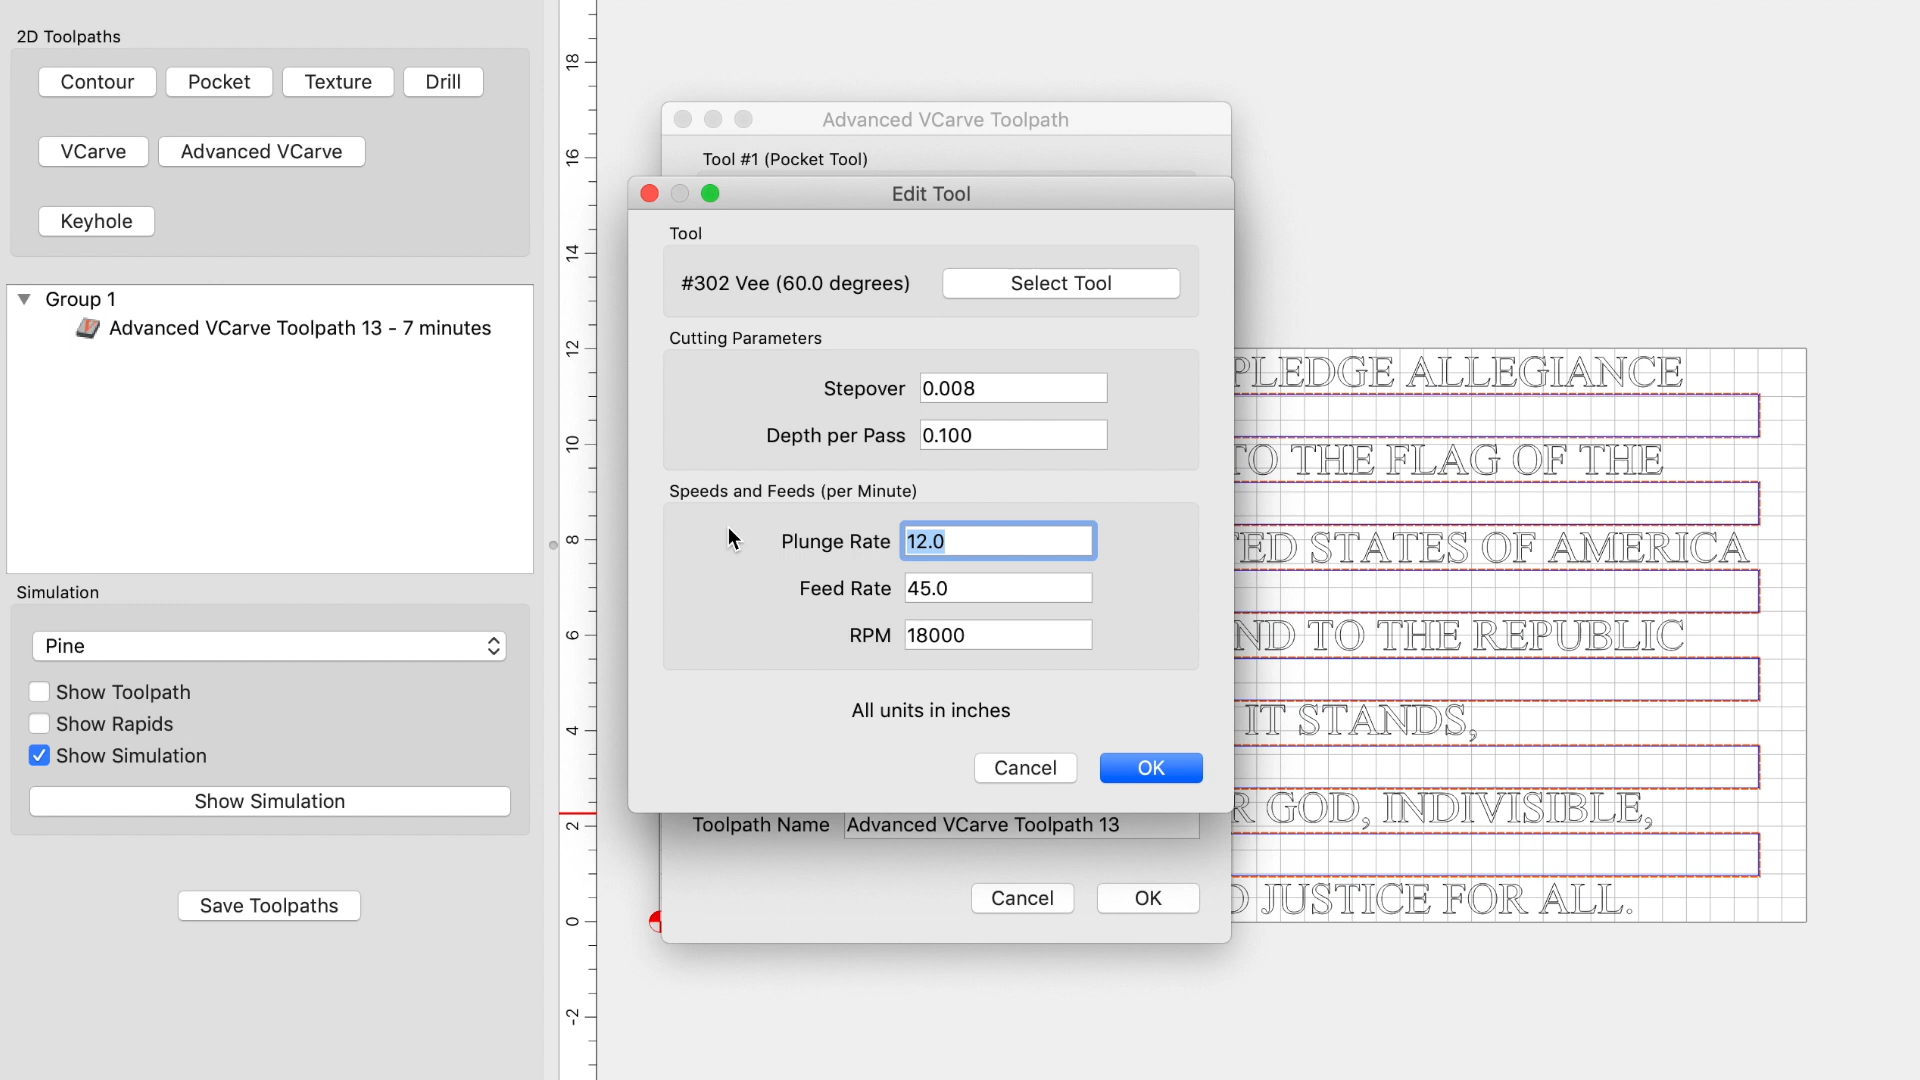 2D Toolpaths
Contour
Pocket
Texture
Drill
VCarve
Advanced VCarve
Keyhole
Group 1
Advanced VCarve Toolpath 13 - 7 minutes
Simulation
Pine
Show Toolpath
Show Rapids
Show Simulation
Show Simulation
Save Toolpaths
18
16
14
12
10
8
6
4
2
0
-2
Advanced VCarve Toolpath
Tool #1 (Pocket Tool)
Edit Tool
Tool
#302 Vee (60.0 degrees)
Select Tool
Cutting Parameters
Stepover 0.008
Depth per Pass 0.100
Speeds and Feeds (per Minute)
Plunge Rate 12.0
Feed Rate 45.0
RPM 18000
All units in inches
Cancel
OK
Toolpath Name Advanced VCarve Toolpath 13
Cancel
OK
PLEDGE ALLEGIANCE
TO THE FLAG OF THE
TED STATES OF AMERICA
ND TO THE REPUBLIC
IT STANDS,
R GOD, INDIVISIBLE,
D JUSTICE FOR ALL.